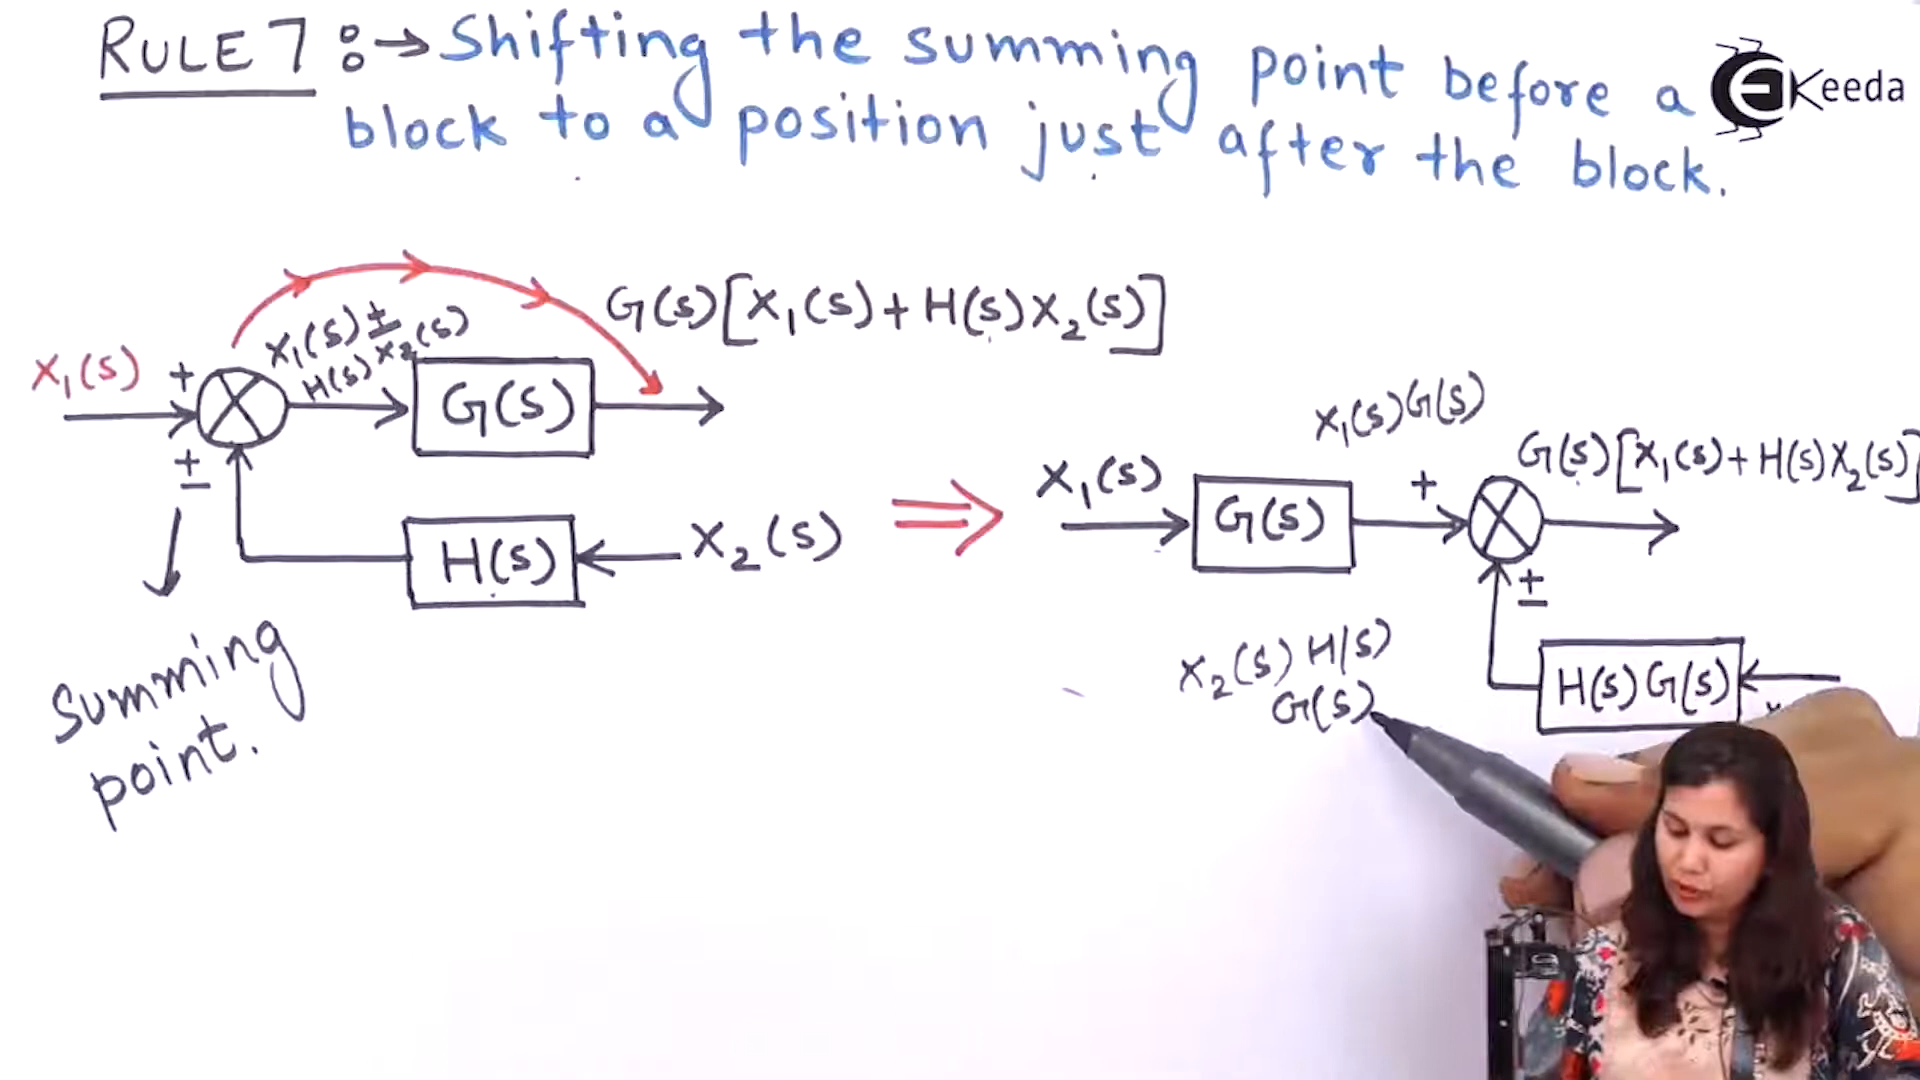 RULE 7 :→ Shifting the summing point before a
block to a position just after the block.
EKeeda
G(s)[X₁(s) + H(s)X₂(s)]
X₁(s) ±
H(s) X₂(s)
X₁(s)
+
±
G(s)
H(s)
X₂(s)
Summing
point.
⇒
X₁(s)G(s)
G(s)[X₁(s) + H(s)X₂(s)]
X₁(s)
G(s)
+
±
X₂(s) H(s)
G(s)
H(s) G(s)